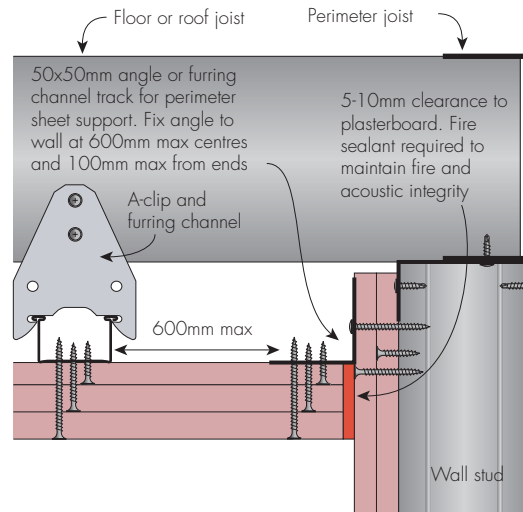 Floor or roof joist
Perimeter joist
50x50mm angle or furring
channel track for perimeter
sheet support. Fix angle to
wall at 600mm max centres
and 100mm max from ends
5-10mm clearance to
plasterboard. Fire
sealant required to
maintain fire and
acoustic integrity
A-clip and
furring channel
600mm max
Wall stud